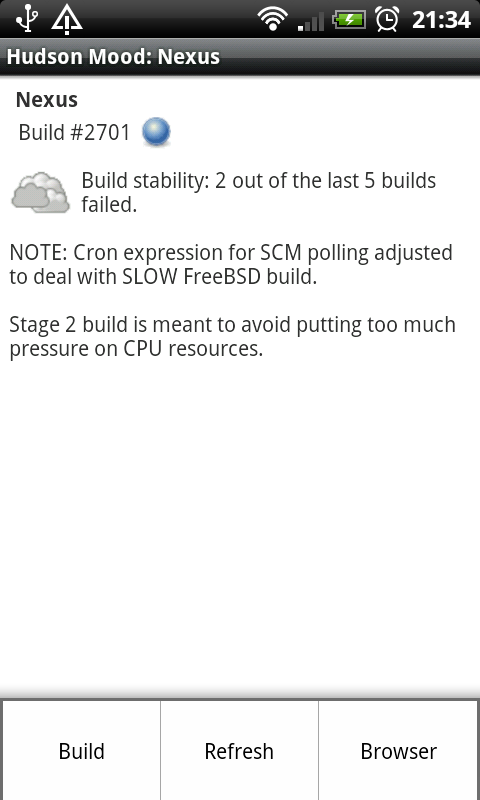 21:34
Hudson Mood: Nexus
Nexus
Build #2701
Build stability: 2 out of the last 5 builds
failed.
NOTE: Cron expression for SCM polling adjusted
to deal with SLOW FreeBSD build.
Stage 2 build is meant to avoid putting too much
pressure on CPU resources.
Build
Refresh
Browser